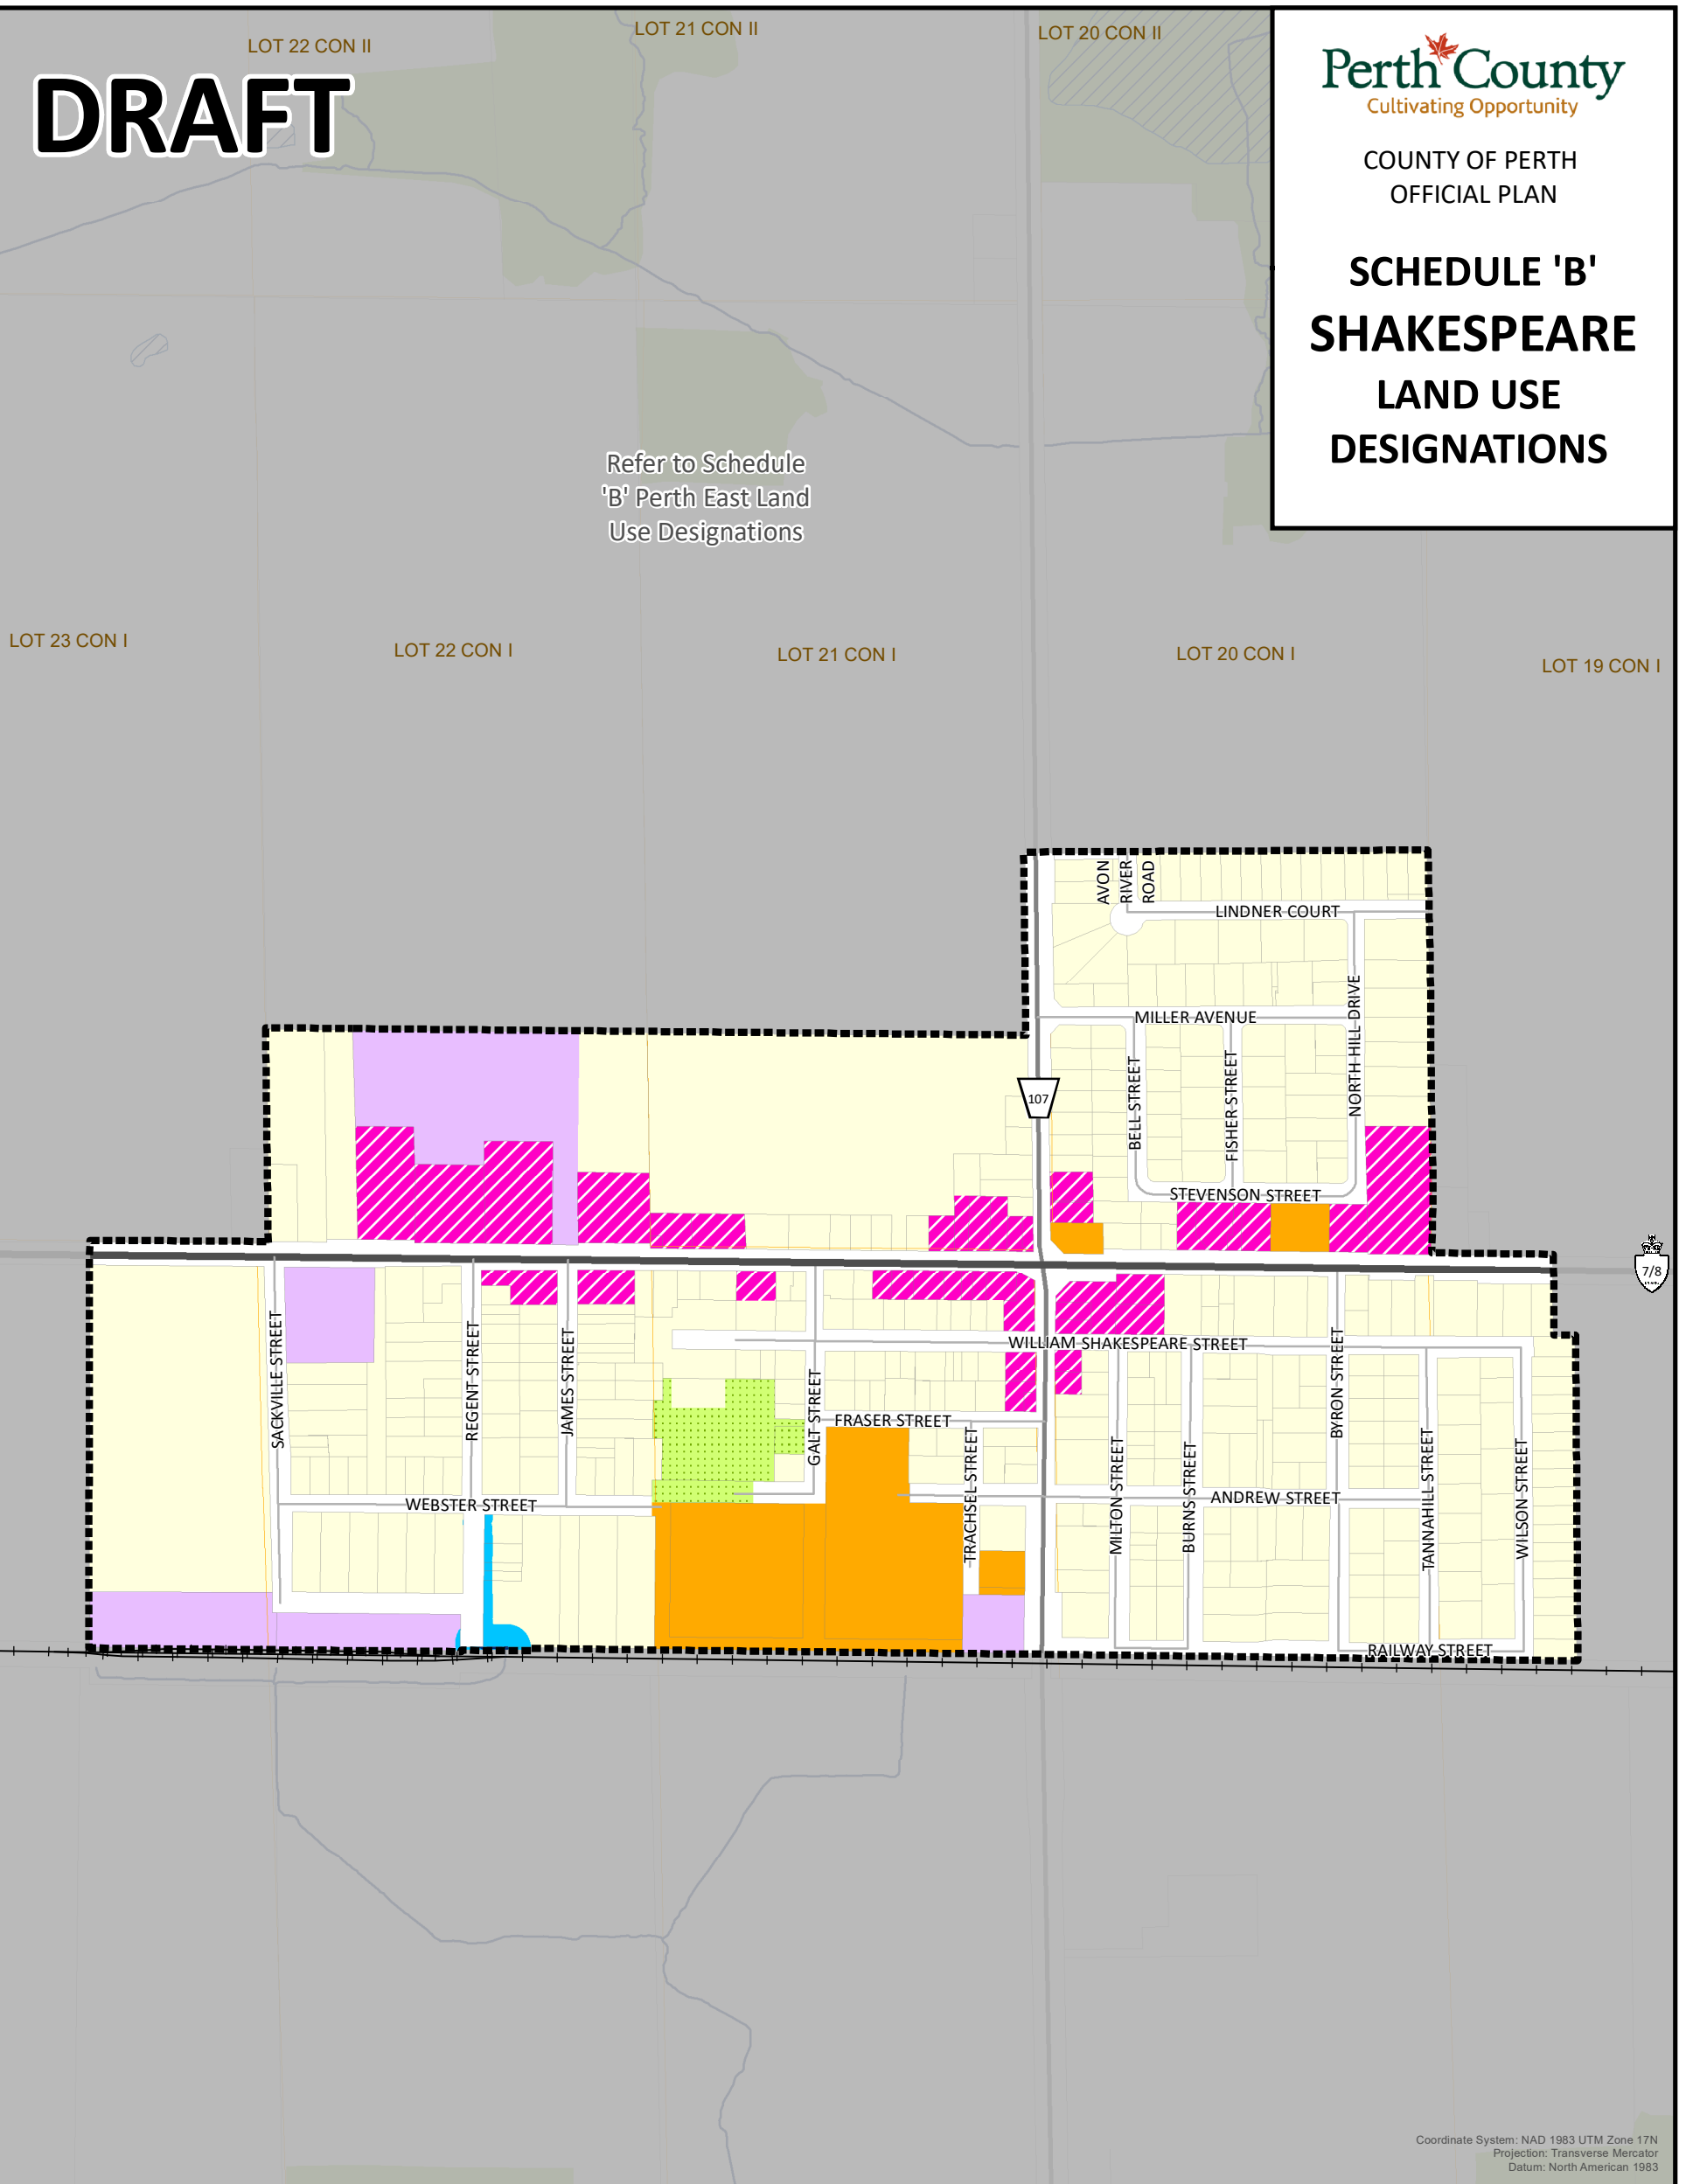 LOT 22 CON II
LOT 21 CON II
LOT 20 CON II
DRAFT
Perth County
Cultivating Opportunity
COUNTY OF PERTH
OFFICIAL PLAN
SCHEDULE 'B'
SHAKESPEARE
LAND USE
DESIGNATIONS
Refer to Schedule
'B' Perth East Land
Use Designations
LOT 23 CON I
LOT 22 CON I
LOT 21 CON I
LOT 20 CON I
LOT 19 CON I
AVON
RIVER
ROAD
LINDNER COURT
MILLER AVENUE
NORTH HILL DRIVE
BELL STREET
FISHER STREET
107
STEVENSON STREET
7/8
SACKVILLE STREET
REGENT STREET
JAMES STREET
WILLIAM SHAKESPEARE STREET
GALT STREET
FRASER STREET
TRACHSEL STREET
MILTON STREET
BURNS STREET
BYRON STREET
TANNAHILL STREET
WILSON STREET
WEBSTER STREET
ANDREW STREET
RAILWAY STREET
Coordinate System: NAD 1983 UTM Zone 17N
Projection: Transverse Mercator
Datum: North American 1983